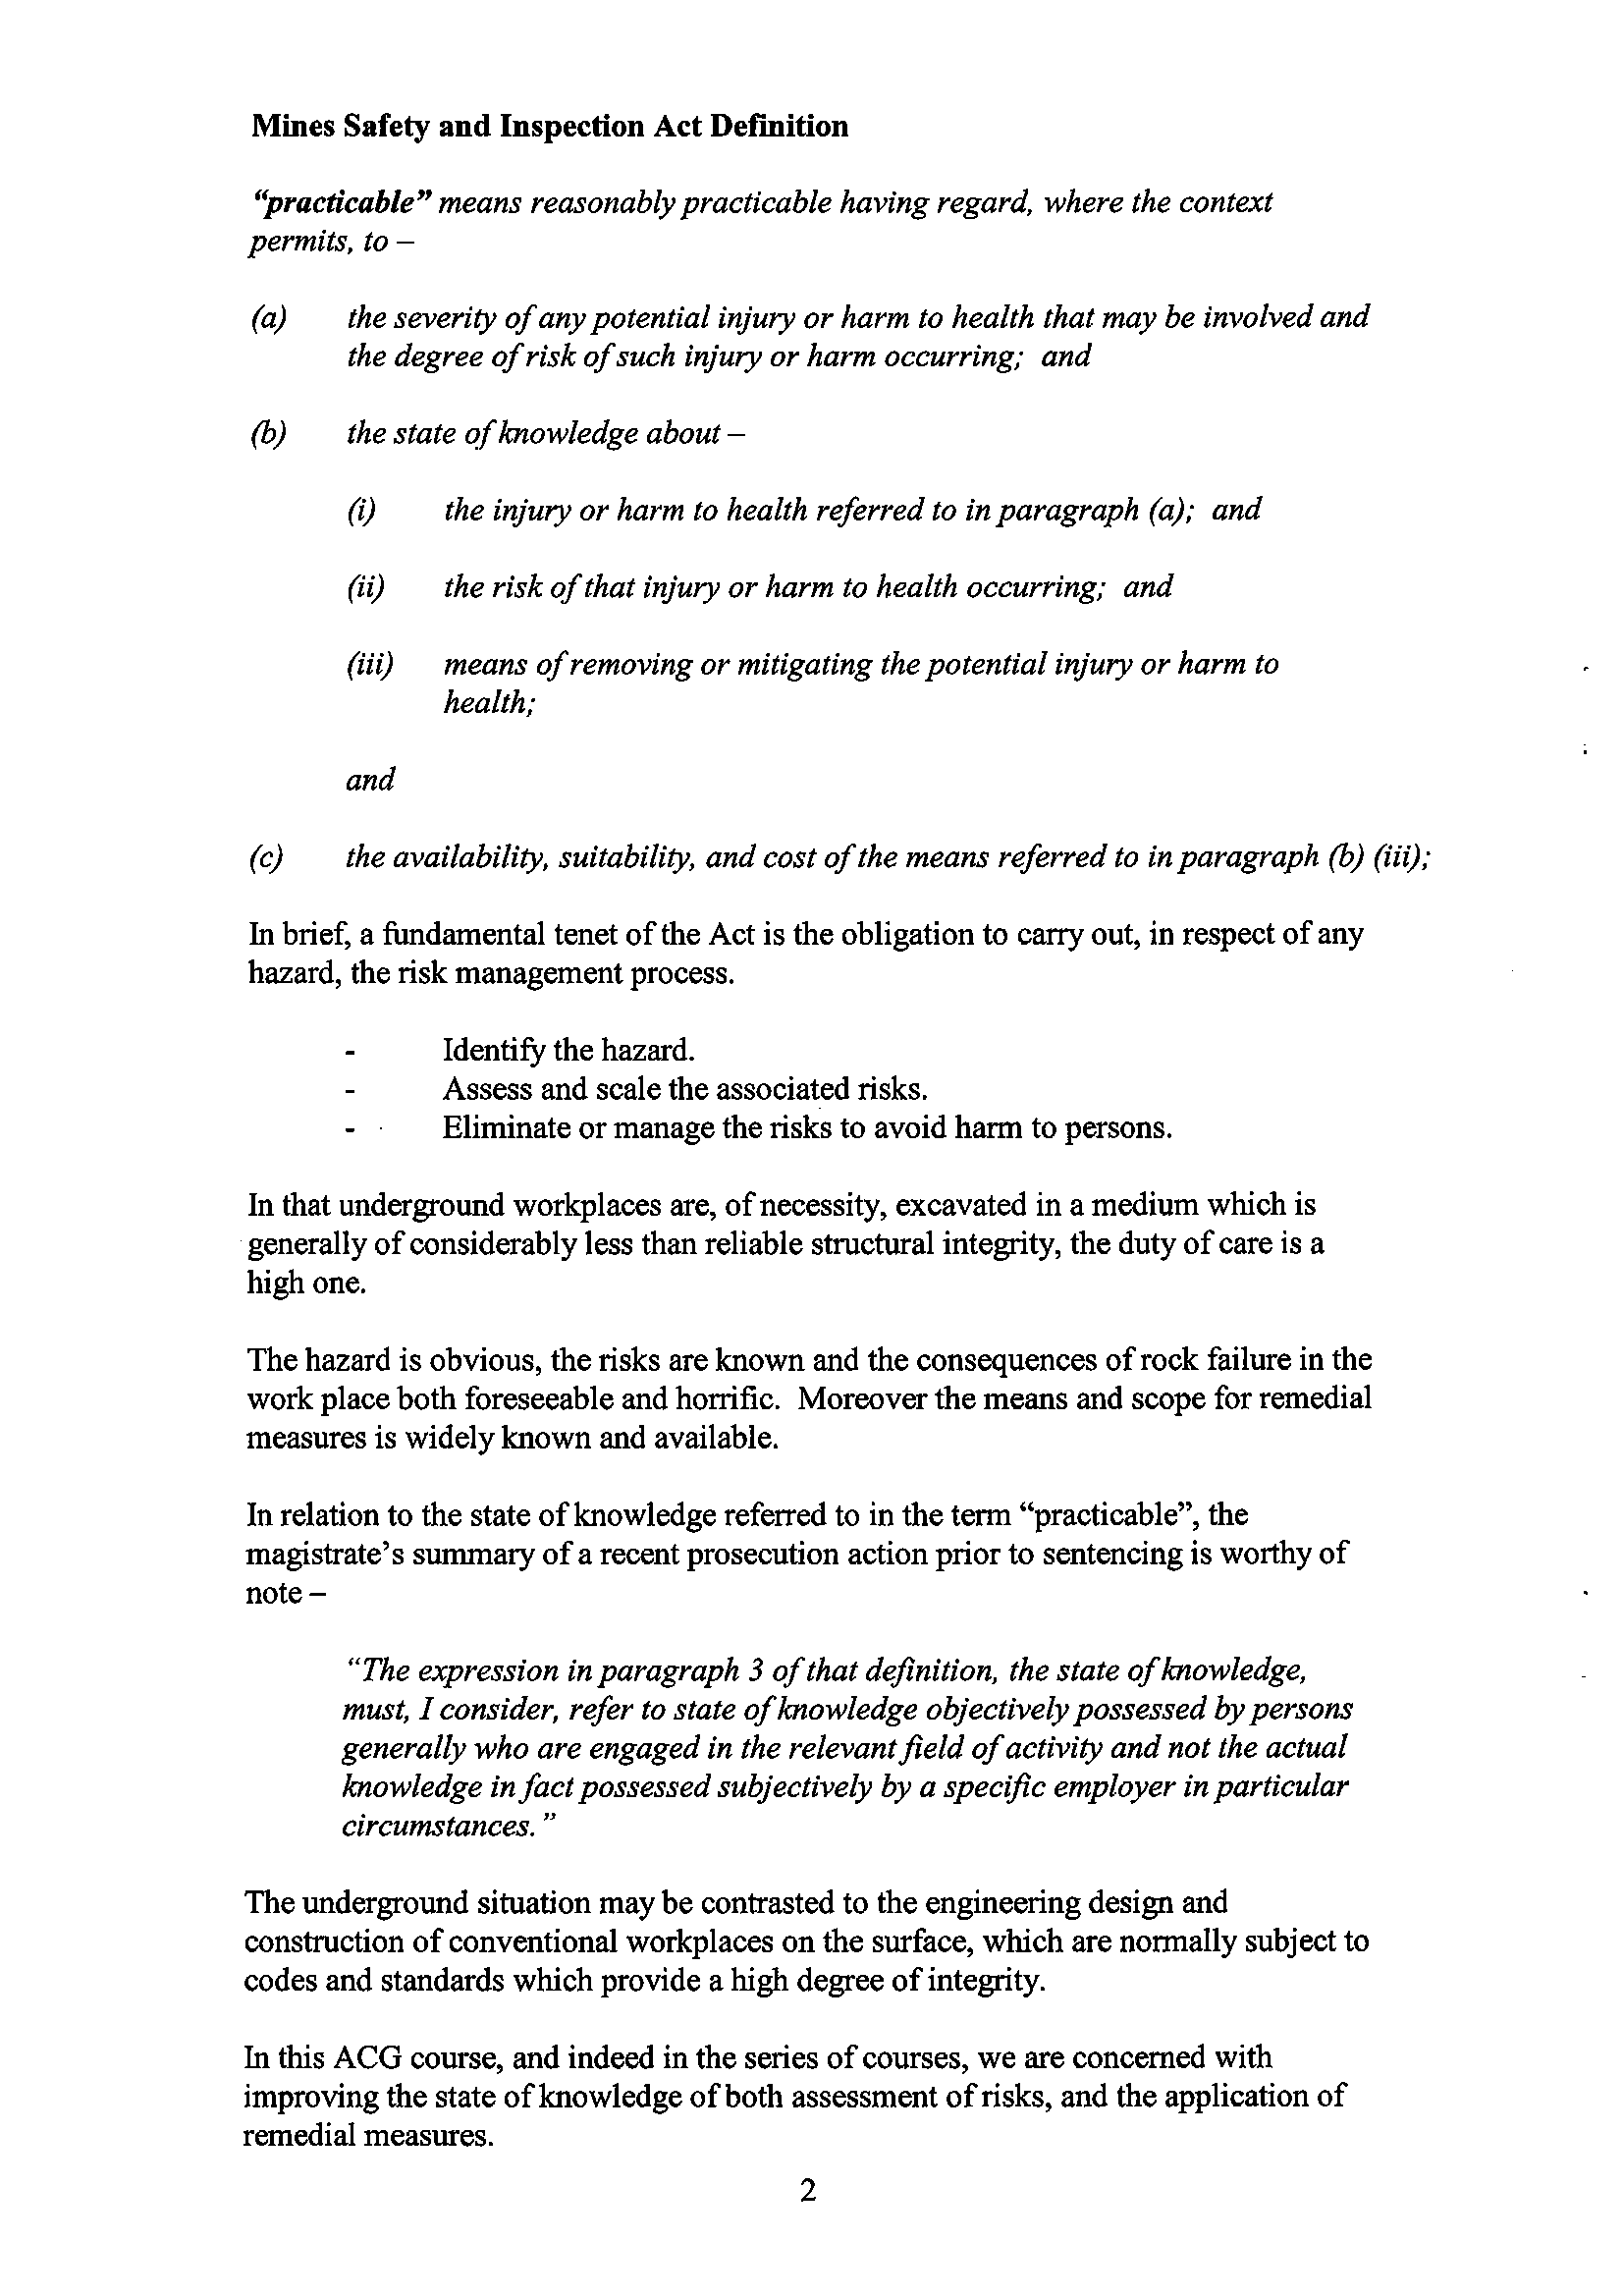 Mines Safety and Inspection Act Definition
“practicable” means reasonably practicable having regard, where the context
permits, to –
(a) the severity of any potential injury or harm to health that may be involved and
the degree of risk of such injury or harm occurring; and
(b) the state of knowledge about –
(i) the injury or harm to health referred to in paragraph (a); and
(ii) the risk of that injury or harm to health occurring; and
(iii) means of removing or mitigating the potential injury or harm to
health;
and
(c) the availability, suitability, and cost of the means referred to in paragraph (b) (iii);
In brief, a fundamental tenet of the Act is the obligation to carry out, in respect of any
hazard, the risk management process.
- Identify the hazard.
- Assess and scale the associated risks.
- Eliminate or manage the risks to avoid harm to persons.
In that underground workplaces are, of necessity, excavated in a medium which is
generally of considerably less than reliable structural integrity, the duty of care is a
high one.
The hazard is obvious, the risks are known and the consequences of rock failure in the
work place both foreseeable and horrific. Moreover the means and scope for remedial
measures is widely known and available.
In relation to the state of knowledge referred to in the term “practicable”, the
magistrate’s summary of a recent prosecution action prior to sentencing is worthy of
note –
“The expression in paragraph 3 of that definition, the state of knowledge,
must, I consider, refer to state of knowledge objectively possessed by persons
generally who are engaged in the relevant field of activity and not the actual
knowledge in fact possessed subjectively by a specific employer in particular
circumstances.”
The underground situation may be contrasted to the engineering design and
construction of conventional workplaces on the surface, which are normally subject to
codes and standards which provide a high degree of integrity.
In this ACG course, and indeed in the series of courses, we are concerned with
improving the state of knowledge of both assessment of risks, and the application of
remedial measures.
2